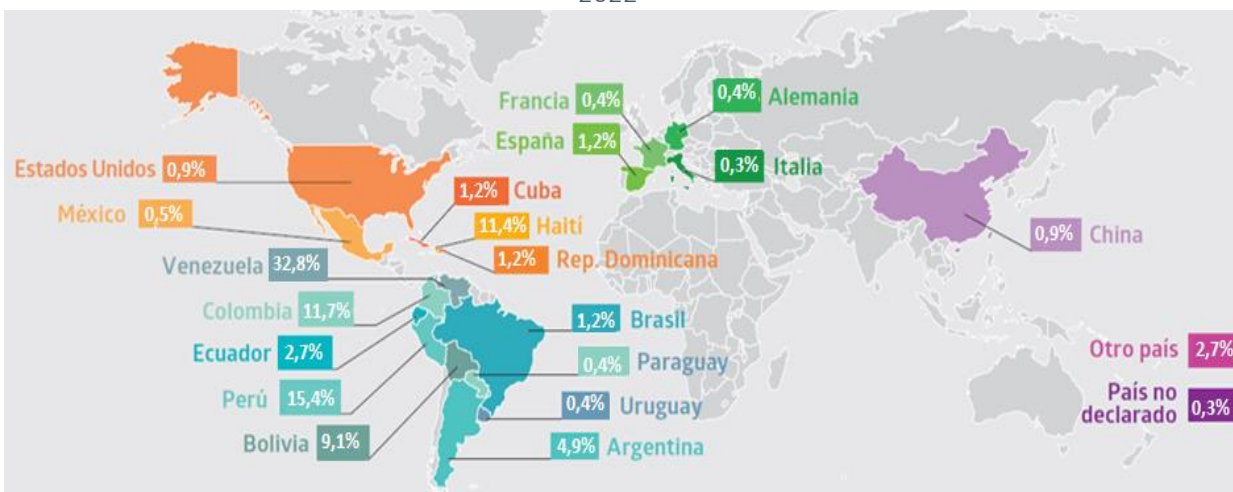 2022
Francia 0,4%
0,4% Alemania
España 1,2%
0,3% Italia
Estados Unidos 0,9%
México 0,5%
1,2% Cuba
11,4% Haití
1,2% Rep. Dominicana
0,9% China
Venezuela 32,8%
Colombia 11,7%
Ecuador 2,7%
Perú 15,4%
Bolivia 9,1%
1,2% Brasil
0,4% Paraguay
0,4% Uruguay
4,9% Argentina
Otro país 2,7%
País no
declarado 0,3%